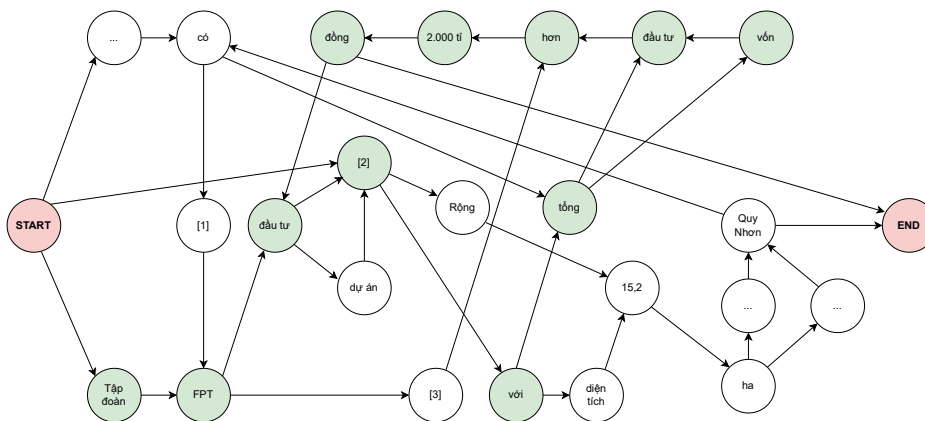 ...
có
đồng
2.000 tỉ
hơn
đầu tư
vốn
[2]
Rộng
tổng
START
[1]
đầu tư
Quy
Nhơn
END
dự án
15,2
...
...
Tập
đoàn
FPT
[3]
với
diện
tích
ha